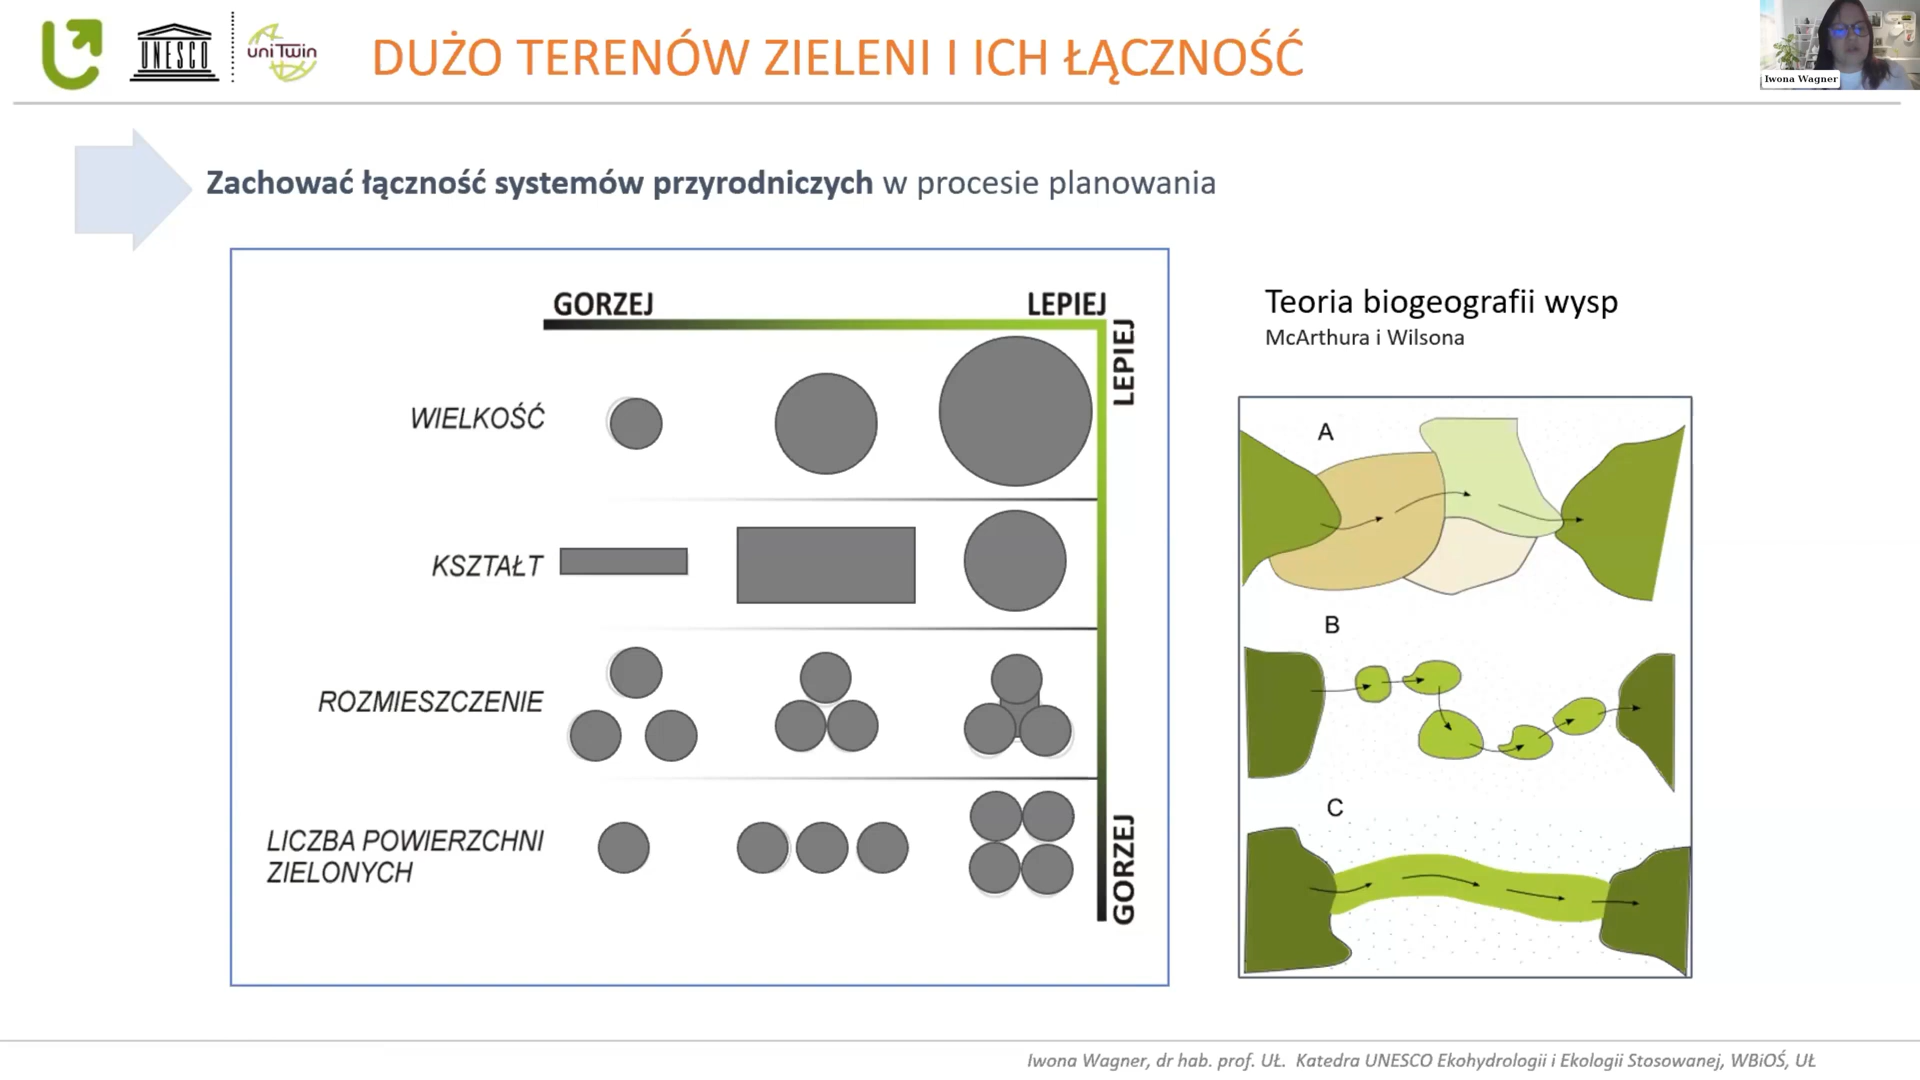 UNESCO
uniTwin
DUŻO TERENÓW ZIELENI I ICH ŁĄCZNOŚĆ
Iwona Wagner
Zachować łączność systemów przyrodniczych w procesie planowania
GORZEJ
LEPIEJ
LEPIEJ
WIELKOŚĆ
KSZTAŁT
ROZMIESZCZENIE
LICZBA POWIERZCHNI
ZIELONYCH
GORZEJ
Teoria biogeografii wysp
McArthura i Wilsona
A
B
C
Iwona Wagner, dr hab. prof. UŁ. Katedra UNESCO Ekohydrologii i Ekologii Stosowanej, WBiOŚ, UŁ